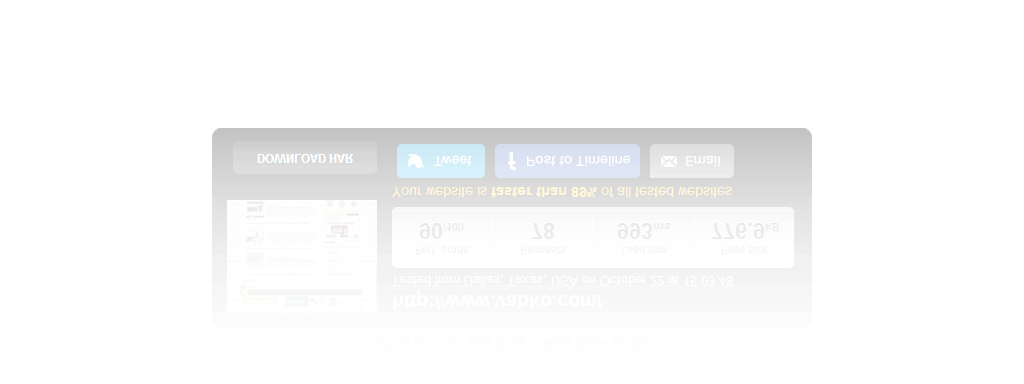 DOWNLOAD HAR
Tweet
Post to Timeline
Email
Your website is faster than 89% of all tested websites
90/100
78
993ms
776.9kB
Perf. grade
Requests
Load time
Page size
Tested from Dallas, Texas, USA on October 22 at 15:03:48
http://www.vabko.com/